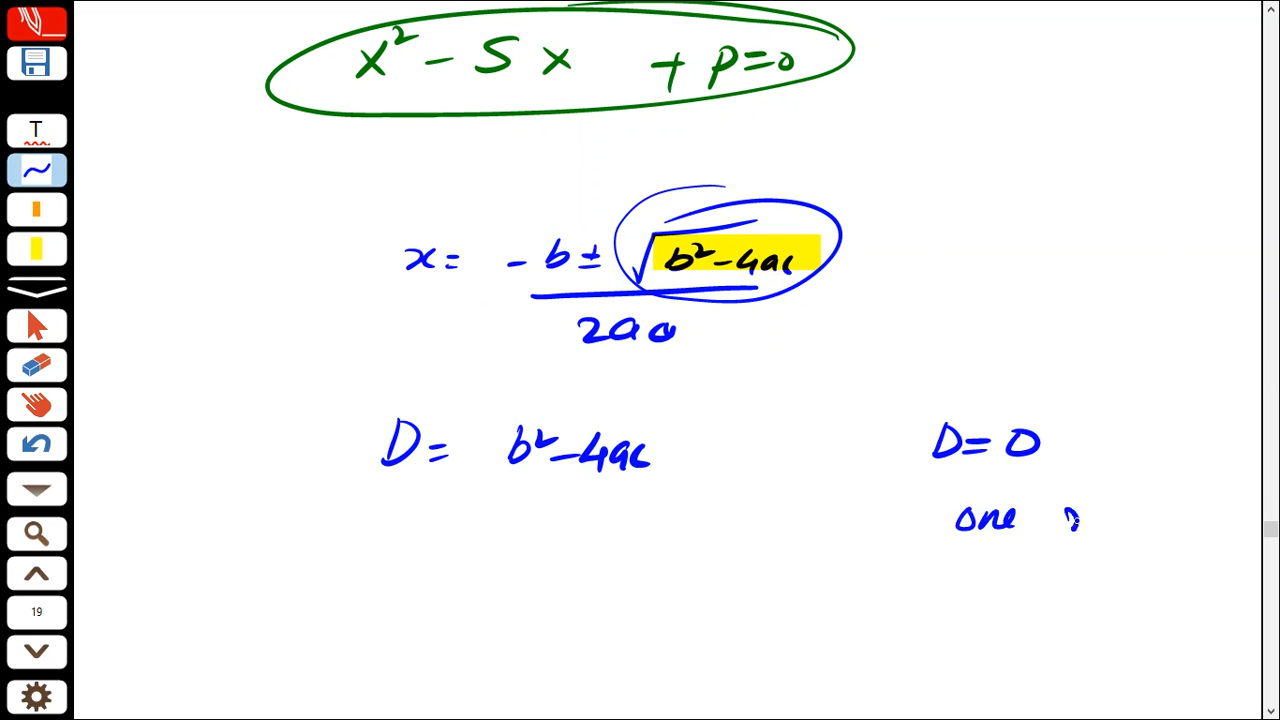 x² - Sx + p=0
x = -b ± √b²-4ac
2a
D = b²-4ac
D = 0
one
T
19